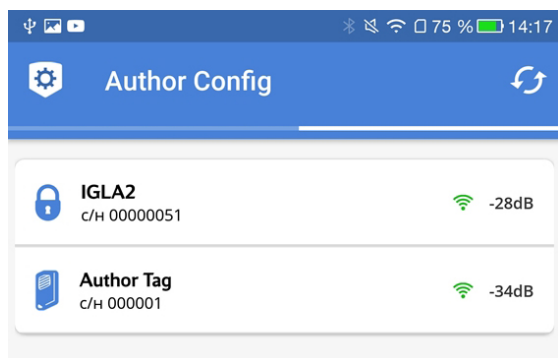 75 % 14:17
Author Config
IGLA2
с/н 00000051
-28dB
Author Tag
с/н 000001
-34dB